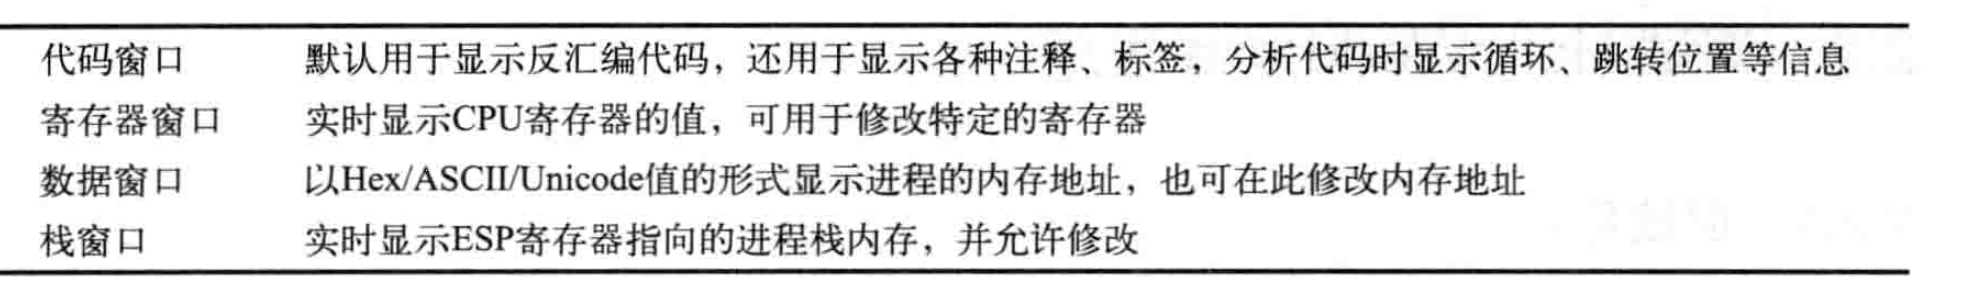 代码窗口 默认用于显示反汇编代码，还用于显示各种注释、标签，分析代码时显示循环、跳转位置等信息
寄存器窗口 实时显示CPU寄存器的值，可用于修改特定的寄存器
数据窗口 以Hex/ASCII/Unicode值的形式显示进程的内存地址，也可在此修改内存地址
栈窗口 实时显示ESP寄存器指向的进程栈内存，并允许修改